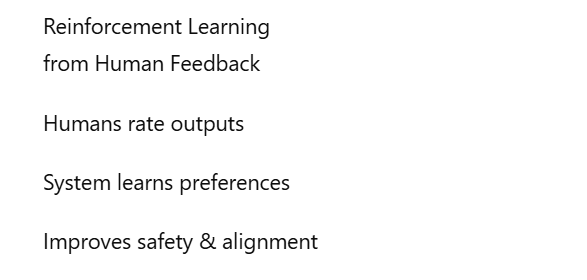 Reinforcement Learning
from Human Feedback
Humans rate outputs
System learns preferences
Improves safety & alignment